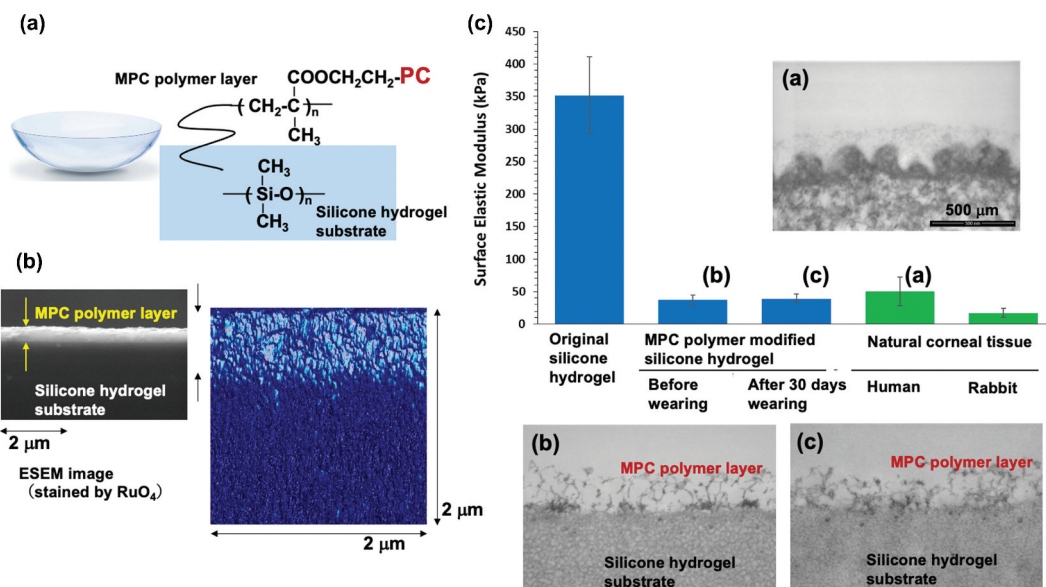 (a)
MPC polymer layer
COOCH₂CH₂-PC
( CH₂-C )n
CH₃
CH₃
( Si-O )n
CH₃
Silicone hydrogel
substrate
(b)
MPC polymer layer
Silicone hydrogel
substrate
2 μm
ESEM image
（stained by RuO₄）
2 μm
2 μm
(c)
Surface Elastic Modulus (kPa)
450
400
350
300
250
200
150
100
50
0
(a)
500 μm
(b)
(c)
(a)
Original
silicone
hydrogel
MPC polymer modified
silicone hydrogel
Before
wearing
After 30 days
wearing
Natural corneal tissue
Human
Rabbit
(b)
MPC polymer layer
Silicone hydrogel
substrate
(c)
MPC polymer layer
Silicone hydrogel
substrate